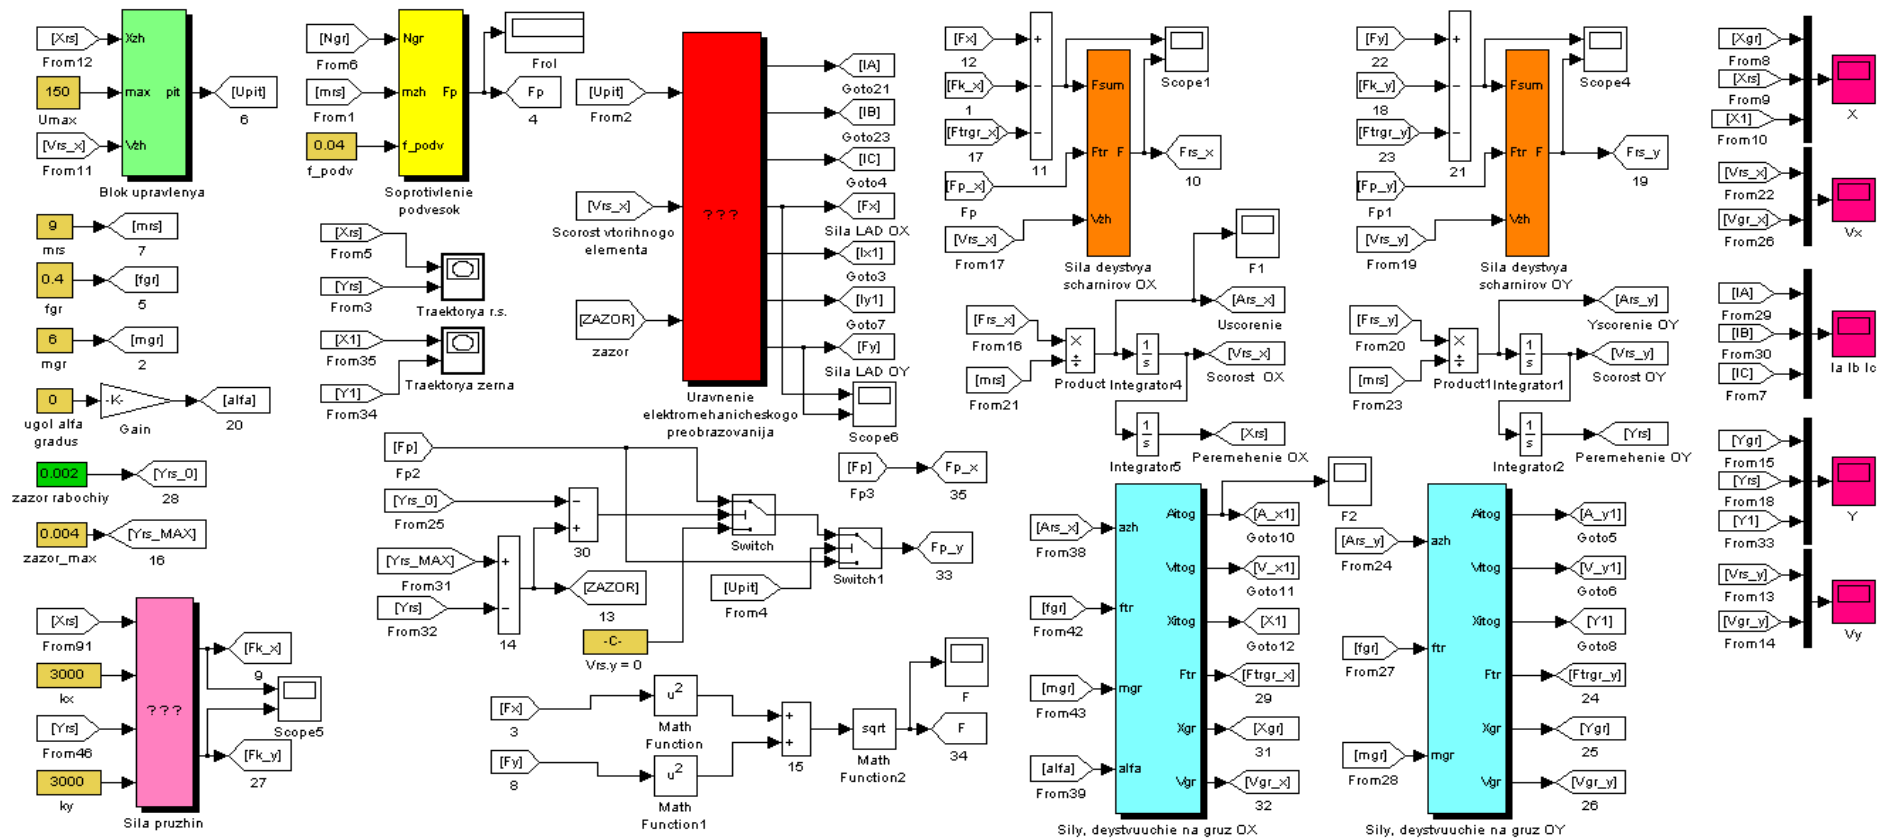 [Xrs]
From12
150
Umax
[Vrs_x]
From11
Xzh
max
pit
Vzh
Blok upravlenya
[Upit]
6
[Ngr]
From6
[mrs]
From1
0.04
f_podv
Ngr
mzh
Fp
f_podv
Soprotivlenie
podvesok
Frol
Fp
4
9
mrs
[mrs]
7
0.4
fgr
[fgr]
5
6
mgr
[mgr]
2
0
ugol alfa
gradus
-K-
Gain
[alfa]
20
0.002
zazor rabochiy
[Yrs_0]
28
0.004
zazor_max
[Yrs_MAX]
16
[Xrs]
From5
[Yrs]
From3
Traektorya r.s.
[X1]
From35
[Y1]
From34
Traektorya zerna
[Upit]
From2
[Vrs_x]
Scorost vtorihnogo
elementa
[ZAZOR]
zazor
???
Uravnenie
elektromehanicheskogo
preobrazovanija
[IA]
Goto21
[IB]
Goto23
[IC]
Goto4
[Fx]
Sila LAD OX
[Ix1]
Goto3
[Iy1]
Goto7
[Fy]
Sila LAD OY
Scope6
[Fx]
12
[Fk_x]
1
[Ftrgr_x]
17
[Fp_x]
Fp
[Vrs_x]
From17
+
-
-
11
Fsum
Ftr F
Vzh
Sila deystvya
scharnirov OX
Scope1
Frs_x
10
F1
[Frs_x]
From16
[mrs]
From21
×
÷
Product
1
s
Integrator4
[Ars_x]
Uscorenie
[Vrs_x]
Scorost OX
1
s
Integrator5
[Xrs]
Peremehenie OX
[Fy]
22
[Fk_y]
18
[Ftrgr_y]
23
[Fp_y]
Fp1
[Vrs_y]
From19
+
-
-
21
Fsum
Ftr F
Vzh
Sila deystvya
scharnirov OY
Scope4
Frs_y
19
[Frs_y]
From20
[mrs]
From23
×
÷
Product1
1
s
Integrator1
[Ars_y]
Yscorenie OY
[Vrs_y]
Scorost OY
1
s
Integrator2
[Yrs]
Peremehenie OY
[Xgr]
From8
[Xrs]
From9
[X1]
From10
X
[Vrs_x]
From22
[Vgr_x]
From26
Vx
[IA]
From29
[IB]
From30
[IC]
From7
Ia Ib Ic
[Ygr]
From15
[Yrs]
From18
[Y1]
From33
Y
[Vrs_y]
From13
[Vgr_y]
From14
Vy
[Fp]
Fp2
[Yrs_0]
From25
[Yrs_MAX]
From31
[Yrs]
From32
+
-
14
-
+
30
[ZAZOR]
13
-C-
Vrs.y = 0
Switch
[Upit]
From4
Switch1
Fp_y
33
[Fp]
Fp3
Fp_x
35
[Xrs]
From91
3000
kx
[Yrs]
From46
3000
ky
???
Sila pruzhin
[Fk_x]
9
Scope5
[Fk_y]
27
[Fx]
3
[Fy]
8
u²
Math
Function
u²
Math
Function1
+
+
15
sqrt
Math
Function2
F
F
34
[Ars_x]
From38
[fgr]
From42
[mgr]
From43
[alfa]
From39
azh
ftr
mgr
alfa
Aitog
Vitog
Xitog
Ftr
Xgr
Vgr
Sily, deystvuuchie na gruz OX
F2
[A_x1]
Goto10
[V_x1]
Goto11
[X1]
Goto12
[Ftrgr_x]
29
[Xgr]
31
[Vgr_x]
32
[Ars_y]
From24
[fgr]
From27
[mgr]
From28
azh
ftr
mgr
Aitog
Vitog
Xitog
Ftr
Xgr
Vgr
Sily, deystvuuchie na gruz OY
[A_y1]
Goto5
[V_y1]
Goto6
[Y1]
Goto8
[Ftrgr_y]
24
[Ygr]
25
[Vgr_y]
26